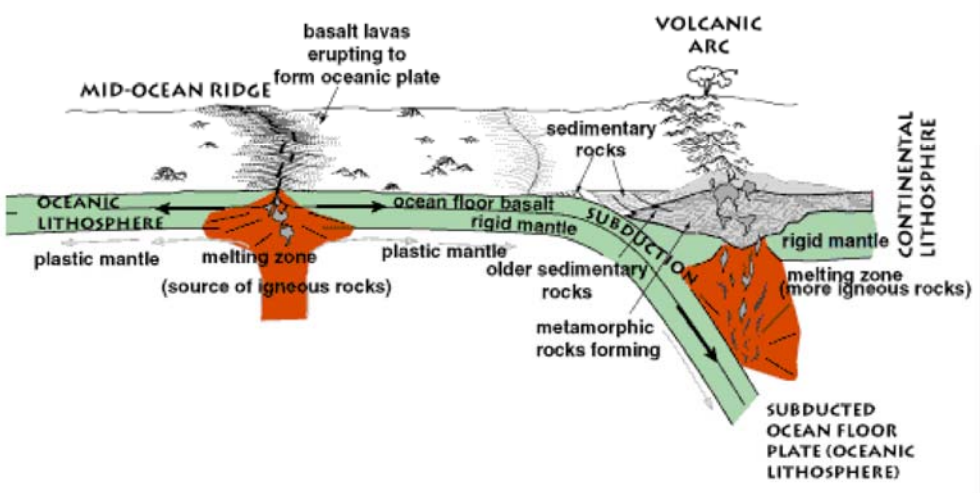 VOLCANIC
ARC
basalt lavas
erupting to
form oceanic plate
MID-OCEAN RIDGE
sedimentary
rocks
CONTINENTAL
LITHOSPHERE
OCEANIC
LITHOSPHERE
ocean floor basalt
rigid mantle
SUBDUCTION
rigid mantle
plastic mantle
melting zone
(source of igneous rocks)
plastic mantle
older sedimentary
rocks
melting zone
(more igneous rocks)
metamorphic
rocks forming
SUBDUCTED
OCEAN FLOOR
PLATE (OCEANIC
LITHOSPHERE)